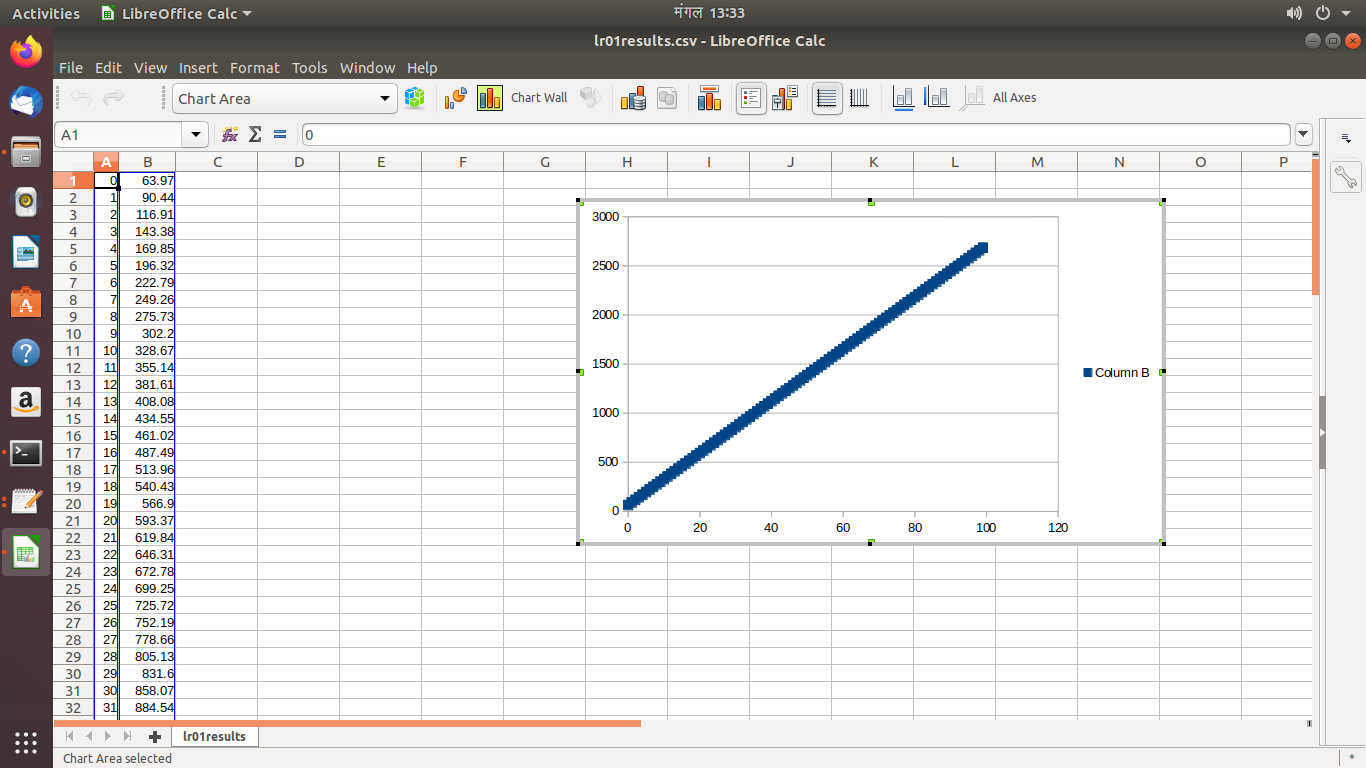 Activities LibreOffice Calc मंगल 13:33
lr01results.csv - LibreOffice Calc
File Edit View Insert Format Tools Window Help
Chart Area Chart Wall All Axes
A1 0
A B C D E F G H I J K L M N O P
1 0 63.97
2 1 90.44
3 2 116.91
4 3 143.38
5 4 169.85
6 5 196.32
7 6 222.79
8 7 249.26
9 8 275.73
10 9 302.2
11 10 328.67
12 11 355.14
13 12 381.61
14 13 408.08
15 14 434.55
16 15 461.02
17 16 487.49
18 17 513.96
19 18 540.43
20 19 566.9
21 20 593.37
22 21 619.84
23 22 646.31
24 23 672.78
25 24 699.25
26 25 725.72
27 26 752.19
28 27 778.66
29 28 805.13
30 29 831.6
31 30 858.07
32 31 884.54
3000
2500
2000
1500
1000
500
0
0 20 40 60 80 100 120
Column B
lr01results
Chart Area selected *